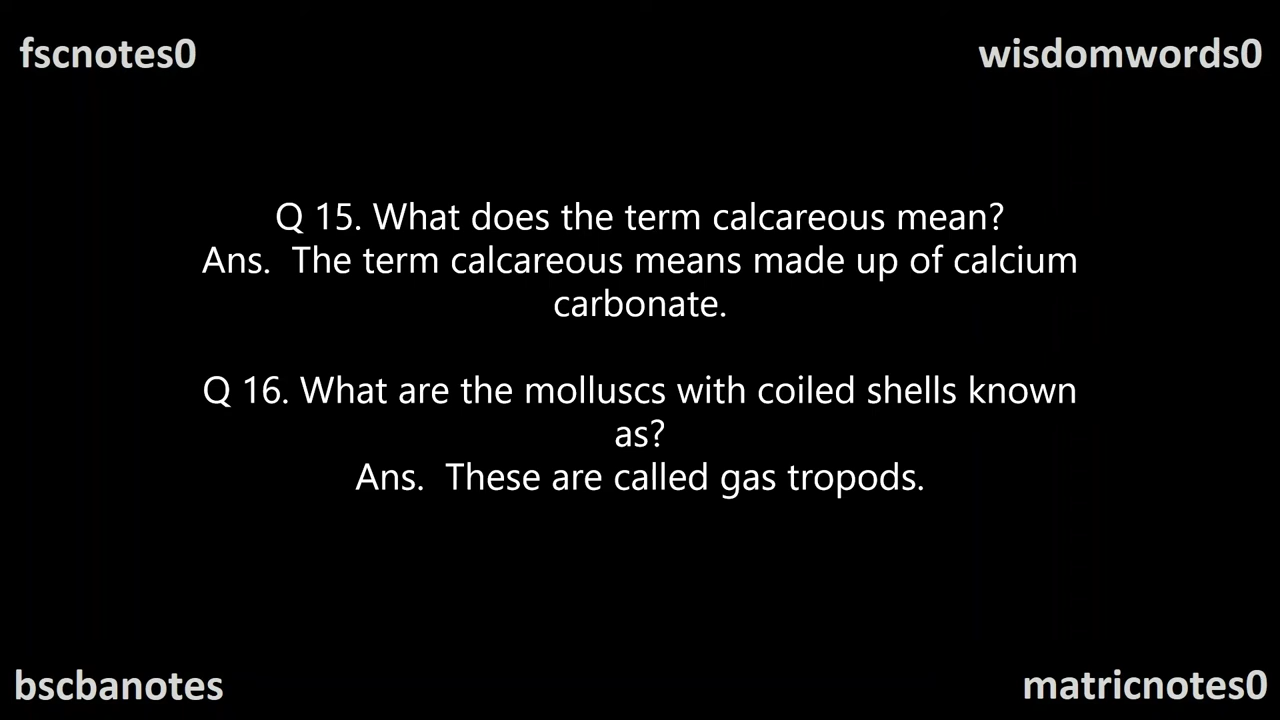 fscnotes0
wisdomwords0
Q 15. What does the term calcareous mean?
Ans. The term calcareous means made up of calcium
carbonate.
Q 16. What are the molluscs with coiled shells known
as?
Ans. These are called gas tropods.
bscbanotes
matricnotes0